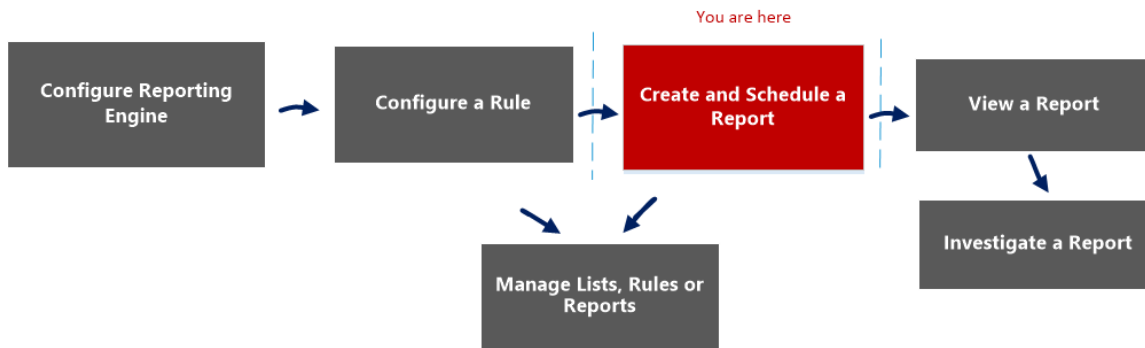 You are here
Configure Reporting
Engine
Configure a Rule
Create and Schedule a
Report
View a Report
Manage Lists, Rules or
Reports
Investigate a Report